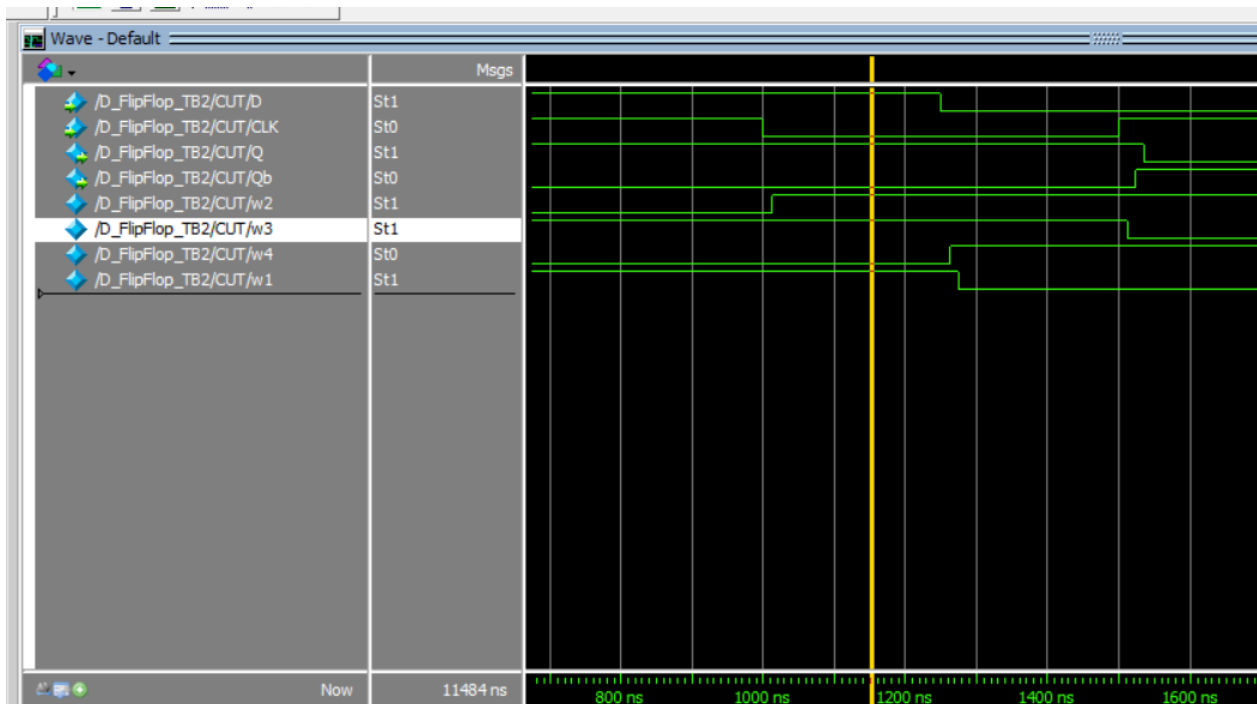 Wave - Default
Msgs
/D_FlipFlop_TB2/CUT/D St1
/D_FlipFlop_TB2/CUT/CLK St0
/D_FlipFlop_TB2/CUT/Q St1
/D_FlipFlop_TB2/CUT/Qb St0
/D_FlipFlop_TB2/CUT/w2 St1
/D_FlipFlop_TB2/CUT/w3 St1
/D_FlipFlop_TB2/CUT/w4 St0
/D_FlipFlop_TB2/CUT/w1 St1
Now 11484 ns 800 ns 1000 ns 1200 ns 1400 ns 1600 ns